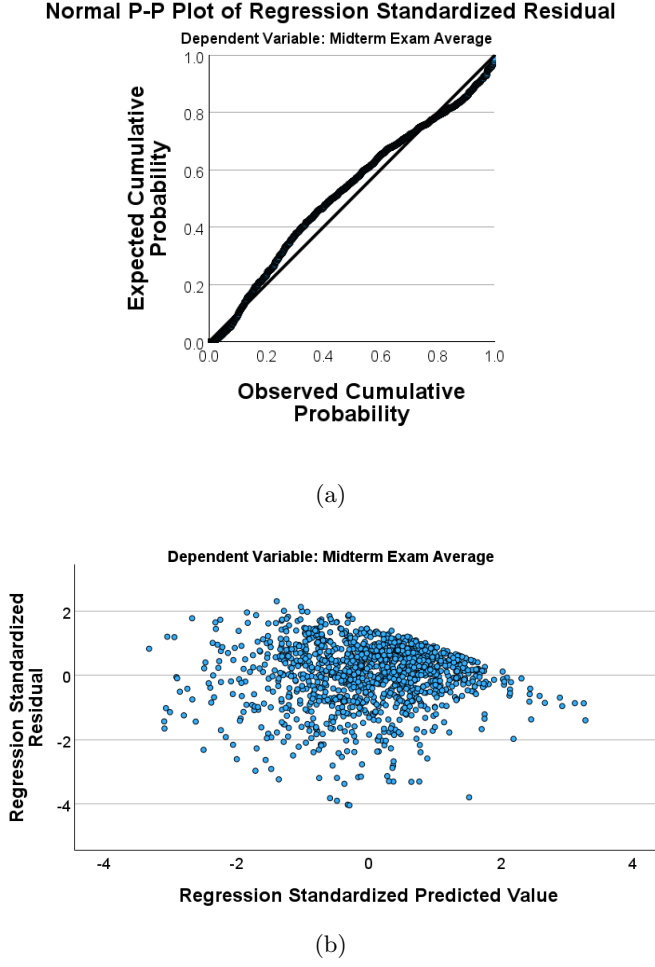 Normal P-P Plot of Regression Standardized Residual
Dependent Variable: Midterm Exam Average
1.0
0.8
0.6
0.4
0.2
0.0
Expected Cumulative
Probability
0.0 0.2 0.4 0.6 0.8 1.0
Observed Cumulative
Probability
(a)
Dependent Variable: Midterm Exam Average
2
0
-2
-4
Regression Standardized
Residual
-4 -2 0 2 4
Regression Standardized Predicted Value
(b)